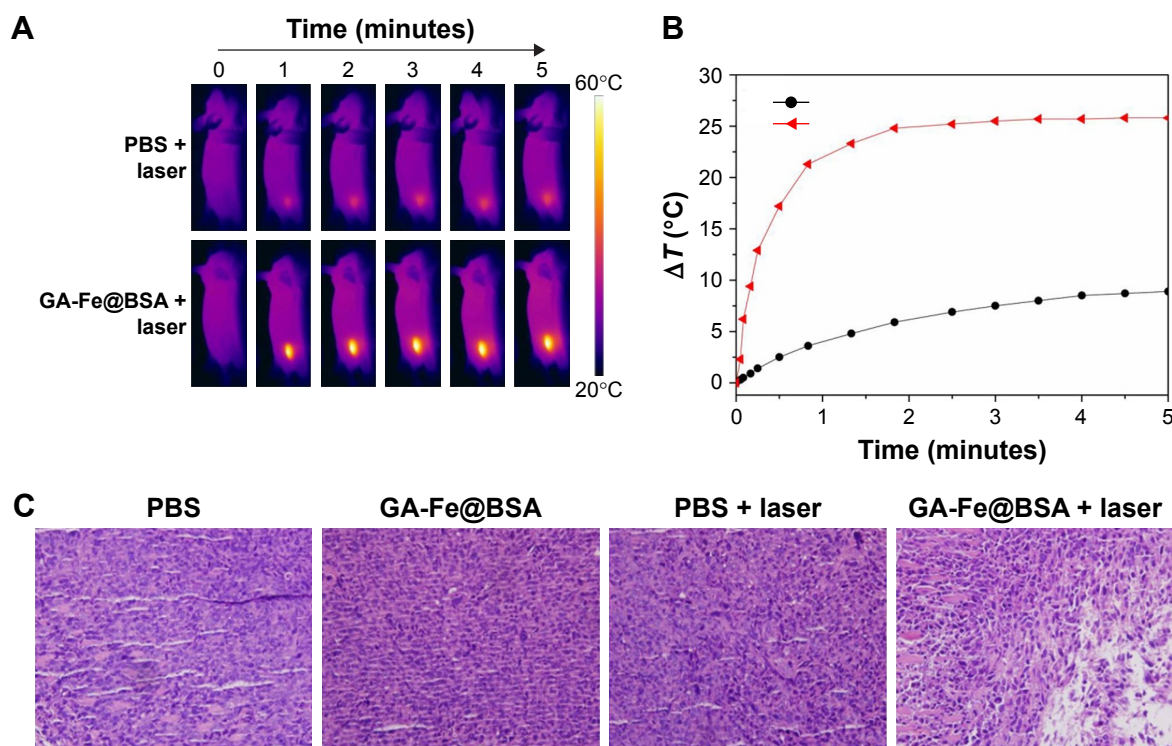 A
Time (minutes)
0 1 2 3 4 5
60°C
PBS +
laser
GA-Fe@BSA +
laser
20°C
B
30
25
20
15
10
5
0
ΔT (°C)
0 1 2 3 4 5
Time (minutes)
C
PBS
GA-Fe@BSA
PBS + laser
GA-Fe@BSA + laser